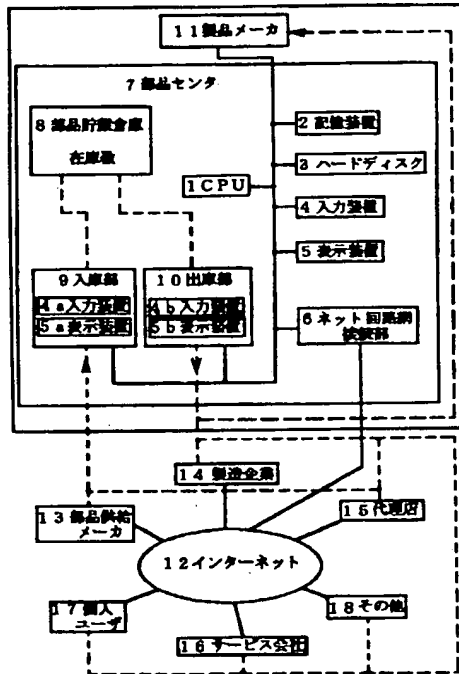 11製品メーカ
7部品センタ
8部品貯蔵倉庫
在庫数
2記憶装置
3ハードディスク
1CPU
4入力装置
5表示装置
9入庫部
4a入力装置
5a表示装置
10出庫部
4b入力装置
5b表示装置
6ネット回路網
接続部
14製造企業
13部品供給
メーカ
15代理店
12インターネット
17個人
ユーザ
18その他
16サービス会社